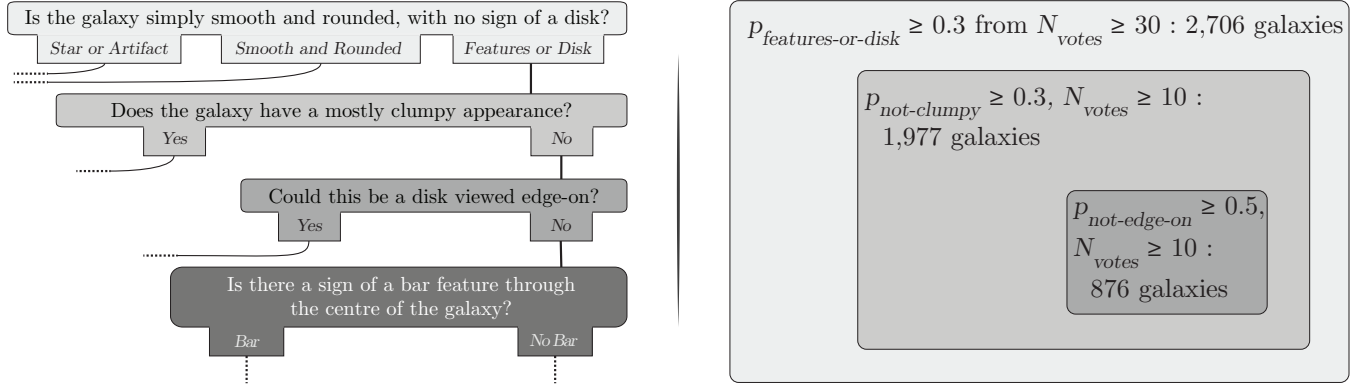 Is the galaxy simply smooth and rounded, with no sign of a disk?
Star or Artifact
Smooth and Rounded
Features or Disk
Does the galaxy have a mostly clumpy appearance?
Yes
No
Could this be a disk viewed edge-on?
Yes
No
Is there a sign of a bar feature through
the centre of the galaxy?
Bar
No Bar
p_features-or-disk ≥ 0.3 from N_votes ≥ 30 : 2,706 galaxies
p_not-clumpy ≥ 0.3, N_votes ≥ 10 :
1,977 galaxies
p_not-edge-on ≥ 0.5,
N_votes ≥ 10 :
876 galaxies